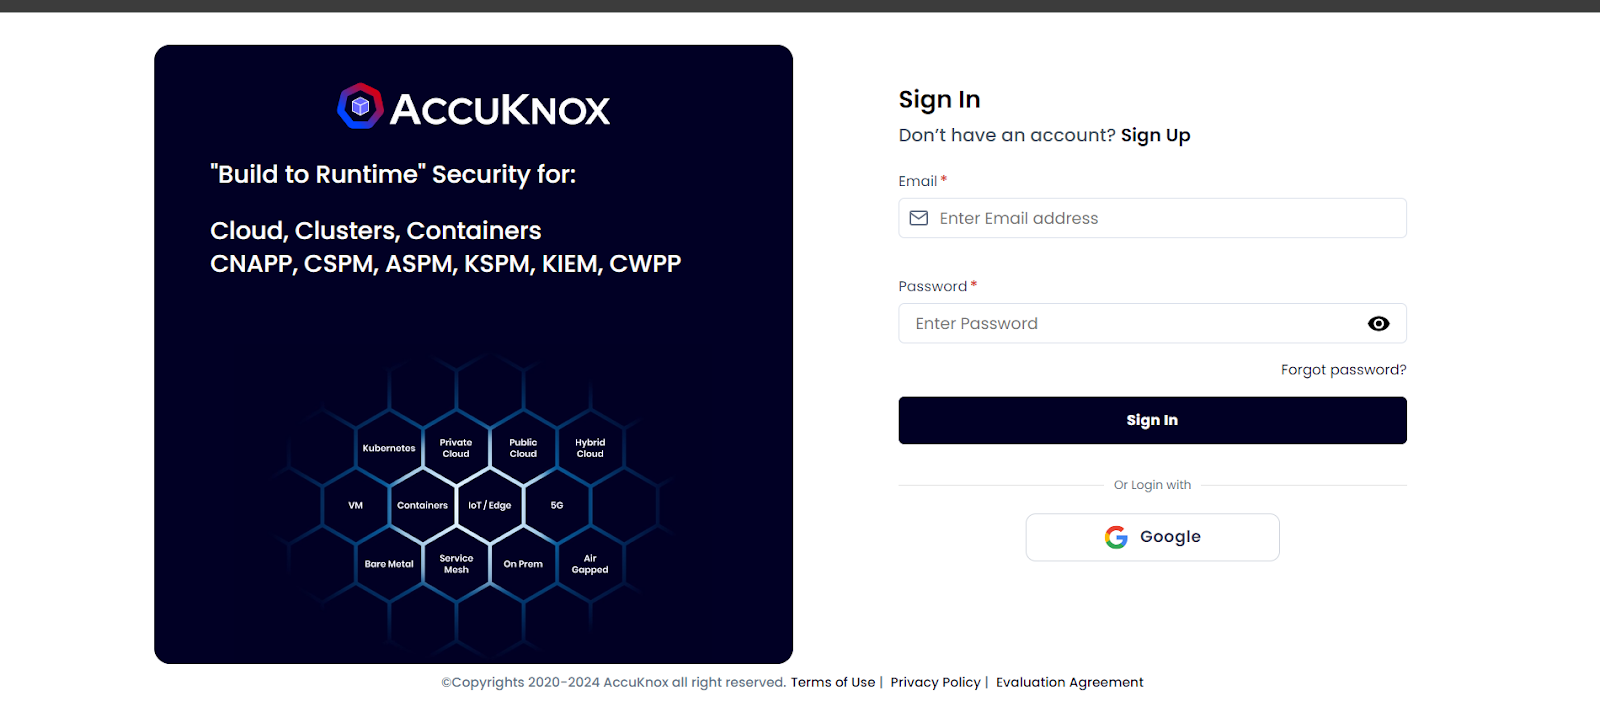 ACCUKNOX
"Build to Runtime" Security for:
Cloud, Clusters, Containers
CNAPP, CSPM, ASPM, KSPM, KIEM, CWPP
Kubernetes
Private
Cloud
Public
Cloud
Hybrid
Cloud
VM
Containers
IoT / Edge
5G
Bare Metal
Service
Mesh
On Prem
Air
Gapped
Sign In
Don’t have an account? Sign Up
Email *
Enter Email address
Password *
Enter Password
Forgot password?
Sign In
Or Login with
Google
©Copyrights 2020-2024 AccuKnox all right reserved. Terms of Use | Privacy Policy | Evaluation Agreement